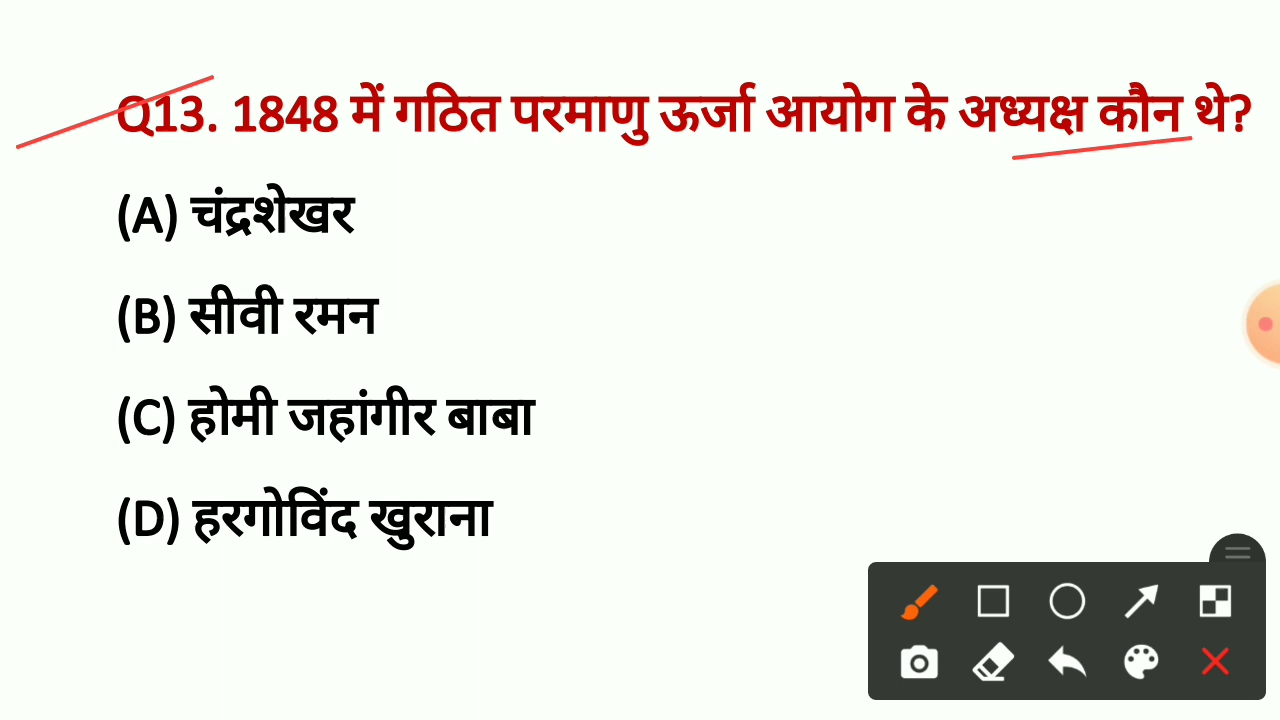 Q13. 1848 में गठित परमाणु ऊर्जा आयोग के अध्यक्ष कौन थे?
(A) चंद्रशेखर
(B) सीवी रमन
(C) होमी जहांगीर बाबा
(D) हरगोविंद खुराना